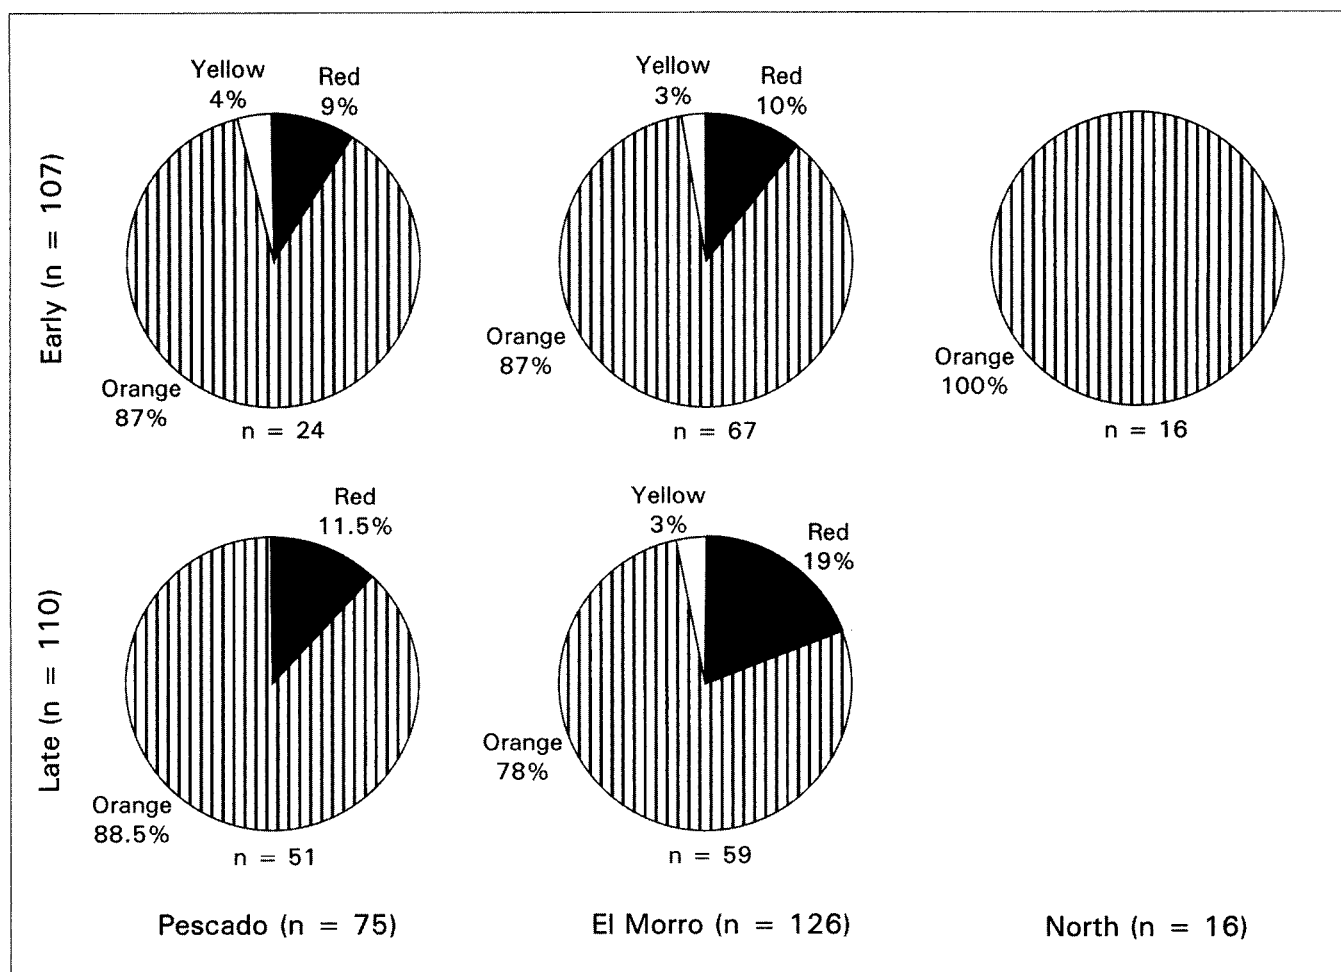 Early (n = 107)
Yellow
4%
Red
9%
Orange
87%
n = 24
Yellow
3%
Red
10%
Orange
87%
n = 67
Orange
100%
n = 16
Late (n = 110)
Red
11.5%
Orange
88.5%
n = 51
Yellow
3%
Red
19%
Orange
78%
n = 59
Pescado (n = 75)
El Morro (n = 126)
North (n = 16)